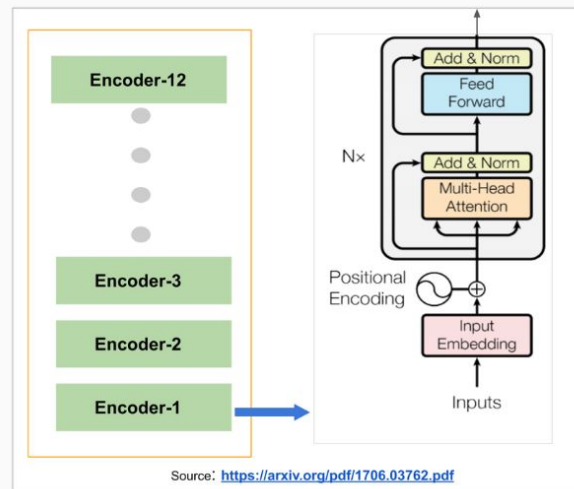 Encoder-12
Encoder-3
Encoder-2
Encoder-1
Add & Norm
Feed
Forward
N×
Add & Norm
Multi-Head
Attention
Positional
Encoding
Input
Embedding
Inputs
Source: https://arxiv.org/pdf/1706.03762.pdf